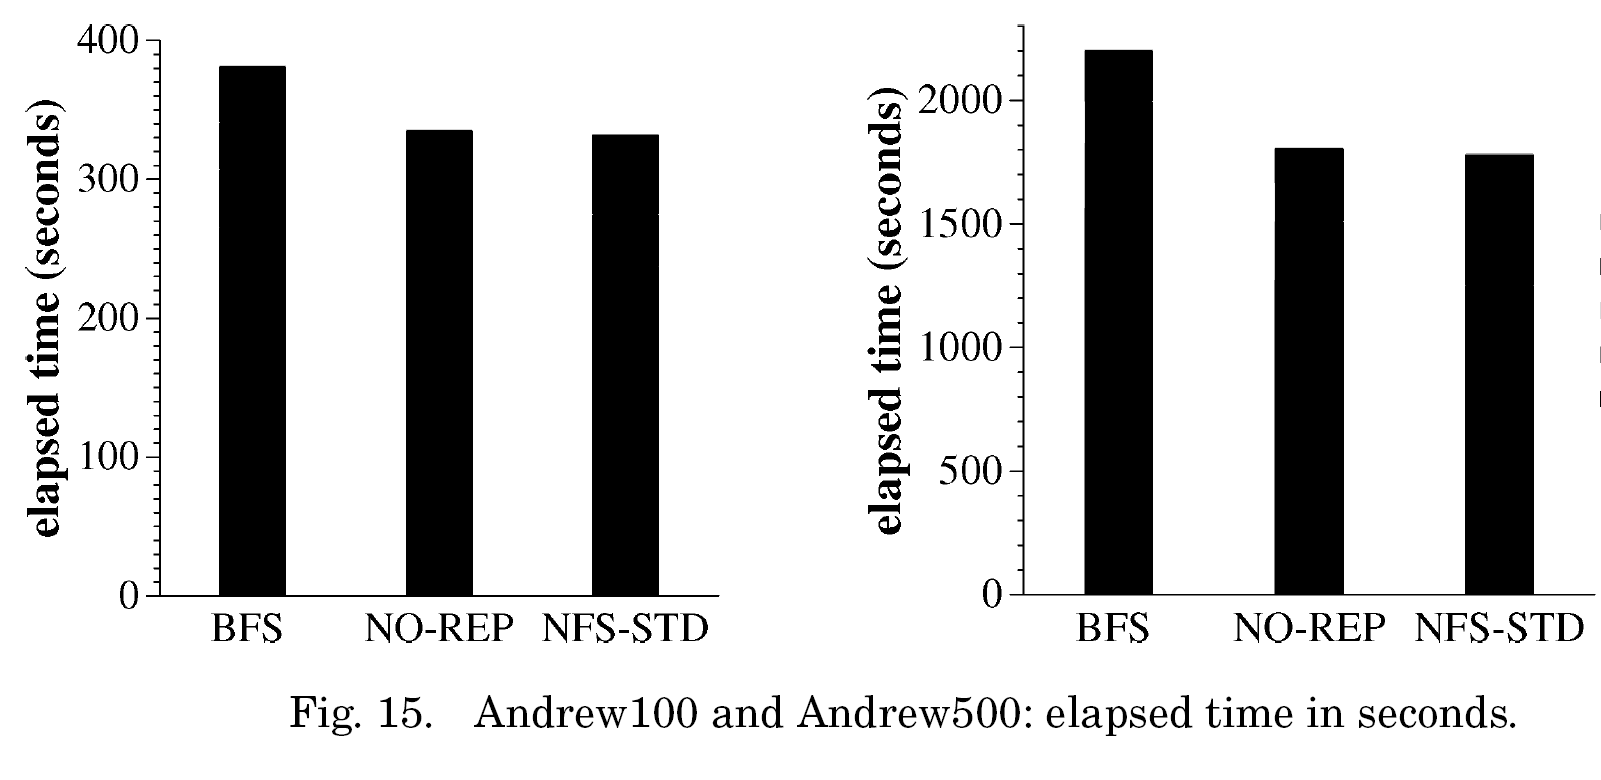 400
300
200
100
0
elapsed time (seconds)
BFS NO-REP NFS-STD
2000
1500
1000
500
0
elapsed time (seconds)
BFS NO-REP NFS-STD
Fig. 15. Andrew100 and Andrew500: elapsed time in seconds.